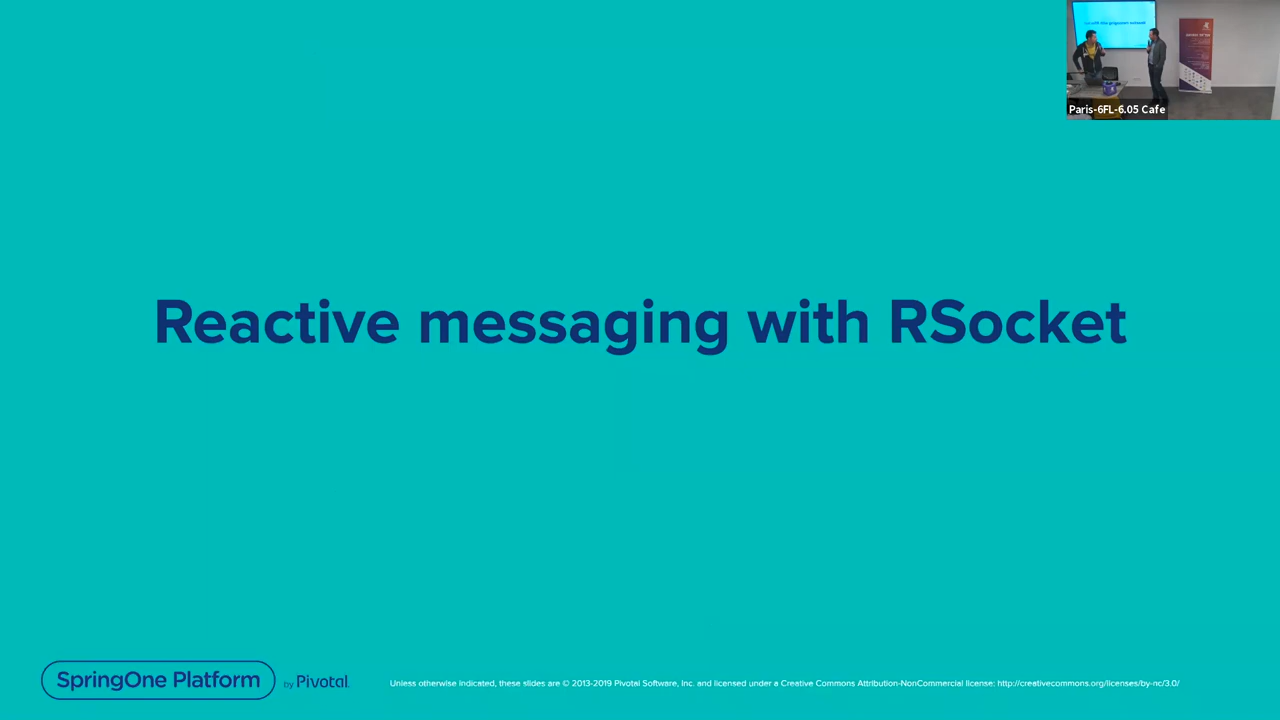 Paris-6FL-6.05 Cafe
Reactive messaging with RSocket
SpringOne Platform
by Pivotal.
Unless otherwise indicated, these slides are © 2013-2019 Pivotal Software, Inc. and licensed under a Creative Commons Attribution-NonCommercial license: http://creativecommons.org/licenses/by-nc/3.0/